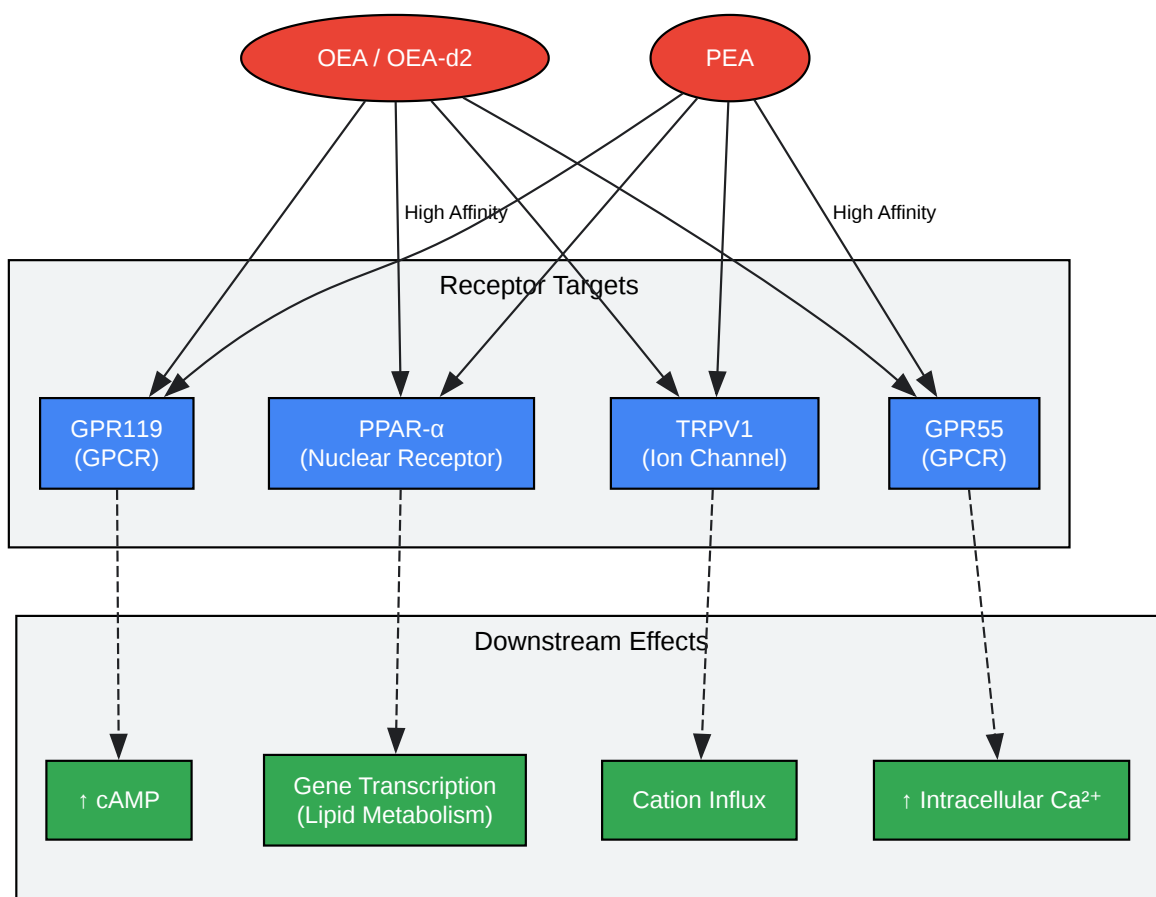 OEA / OEA-d2
PEA
High Affinity
High Affinity
Receptor Targets
GPR119
(GPCR)
PPAR-α
(Nuclear Receptor)
TRPV1
(Ion Channel)
GPR55
(GPCR)
Downstream Effects
↑ cAMP
Gene Transcription
(Lipid Metabolism)
Cation Influx
↑ Intracellular Ca²⁺